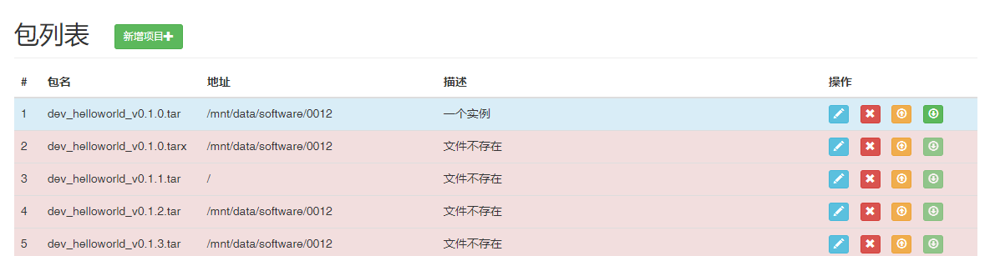 包列表 新增项目
# 包名 地址 描述 操作
1 dev_helloworld_v0.1.0.tar /mnt/data/software/0012 一个实例
2 dev_helloworld_v0.1.0.tarx /mnt/data/software/0012 文件不存在
3 dev_helloworld_v0.1.1.tar / 文件不存在
4 dev_helloworld_v0.1.2.tar /mnt/data/software/0012 文件不存在
5 dev_helloworld_v0.1.3.tar /mnt/data/software/0012 文件不存在